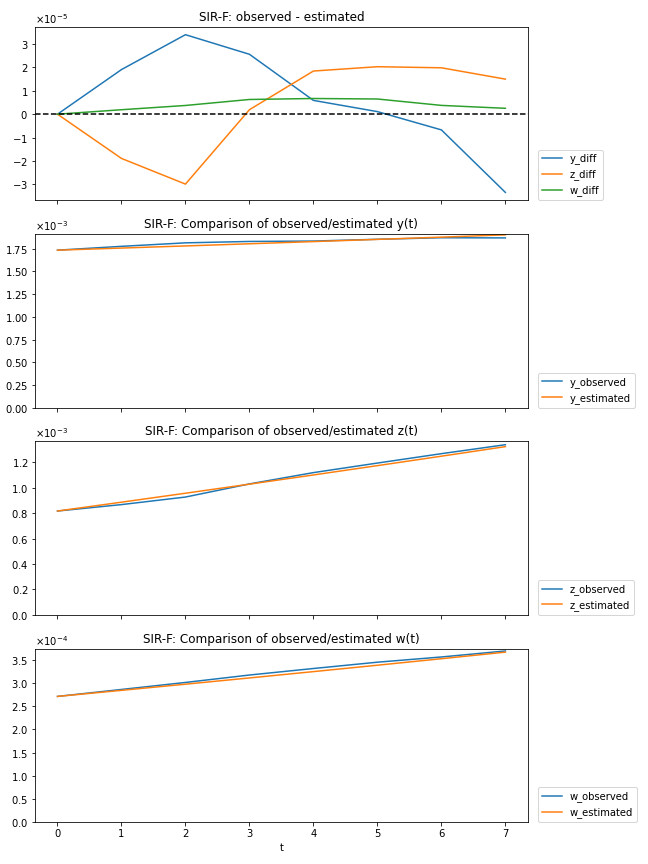 SIR-F: observed - estimated
×10⁻⁵
3
2
1
0
−1
−2
−3
y_diff
z_diff
w_diff
SIR-F: Comparison of observed/estimated y(t)
×10⁻³
1.75
1.50
1.25
1.00
0.75
0.50
0.25
0.00
y_observed
y_estimated
SIR-F: Comparison of observed/estimated z(t)
×10⁻³
1.2
1.0
0.8
0.6
0.4
0.2
0.0
z_observed
z_estimated
SIR-F: Comparison of observed/estimated w(t)
×10⁻⁴
3.5
3.0
2.5
2.0
1.5
1.0
0.5
0.0
w_observed
w_estimated
0 1 2 3 4 5 6 7
t